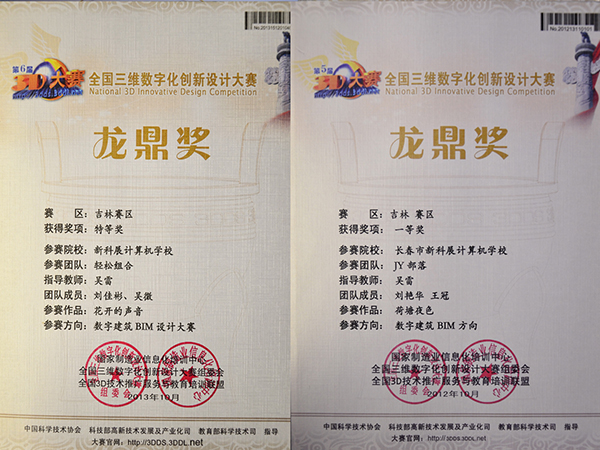 第6届
3D大赛
全国三维数字化创新设计大赛
National 3D Innovative Design Competition
龙鼎奖
赛 区：吉林赛区
获得奖项：特等奖
参赛院校：新科展计算机学校
参赛团队：轻松组合
指导教师：吴雷
团队成员：刘佳彬、吴微
参赛作品：花开的声音
参赛方向：数字建筑BIM设计大赛
国家制造业信息化培训中心
全国三维数字化创新设计大赛组委会
全国3D技术推广服务与教育培训联盟
2013年10月
中国科学技术协会 科技部高新技术发展及产业化司 教育部科学技术司 指导
大赛官网：http://3DDS.3DDL.net
No.2012131110101
第5届
3D大赛
全国三维数字化创新设计大赛
National 3D Innovative Design Competition
龙鼎奖
赛 区：吉林 赛区
获得奖项：一等奖
参赛院校：长春市新科展计算机学校
参赛团队：JY 部落
指导教师：吴雷
团队成员：刘艳华 王冠
参赛作品：荷塘夜色
参赛方向：数字建筑BIM 方向
国家制造业信息化培训中心
全国三维数字化创新设计大赛组委会
全国3D技术推广服务与教育培训联盟
2012年10月
中国科学技术协会 科技部高新技术发展及产业化司 教育部科学技术司 指导
大赛官网：http://3DDS.3DDL.net